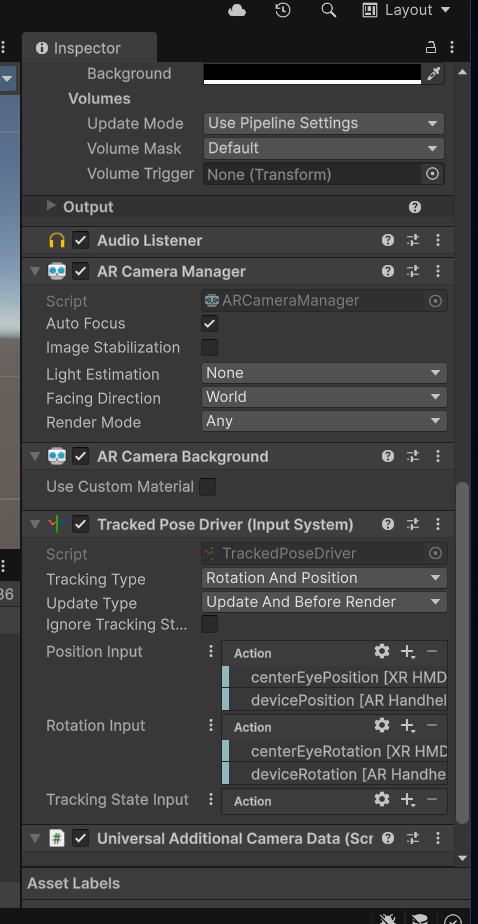 Layout
Inspector
Background
Volumes
Update Mode Use Pipeline Settings
Volume Mask Default
Volume Trigger None (Transform)
Output
Audio Listener
AR Camera Manager
Script ARCameraManager
Auto Focus
Image Stabilization
Light Estimation None
Facing Direction World
Render Mode Any
AR Camera Background
Use Custom Material
Tracked Pose Driver (Input System)
Script TrackedPoseDriver
Tracking Type Rotation And Position
Update Type Update And Before Render
36
Ignore Tracking St...
Position Input Action
centerEyePosition [XR HMD
devicePosition [AR Handhel
Rotation Input Action
centerEyeRotation [XR HMD
deviceRotation [AR Handhe
Tracking State Input Action
# Universal Additional Camera Data (Scr
Asset Labels